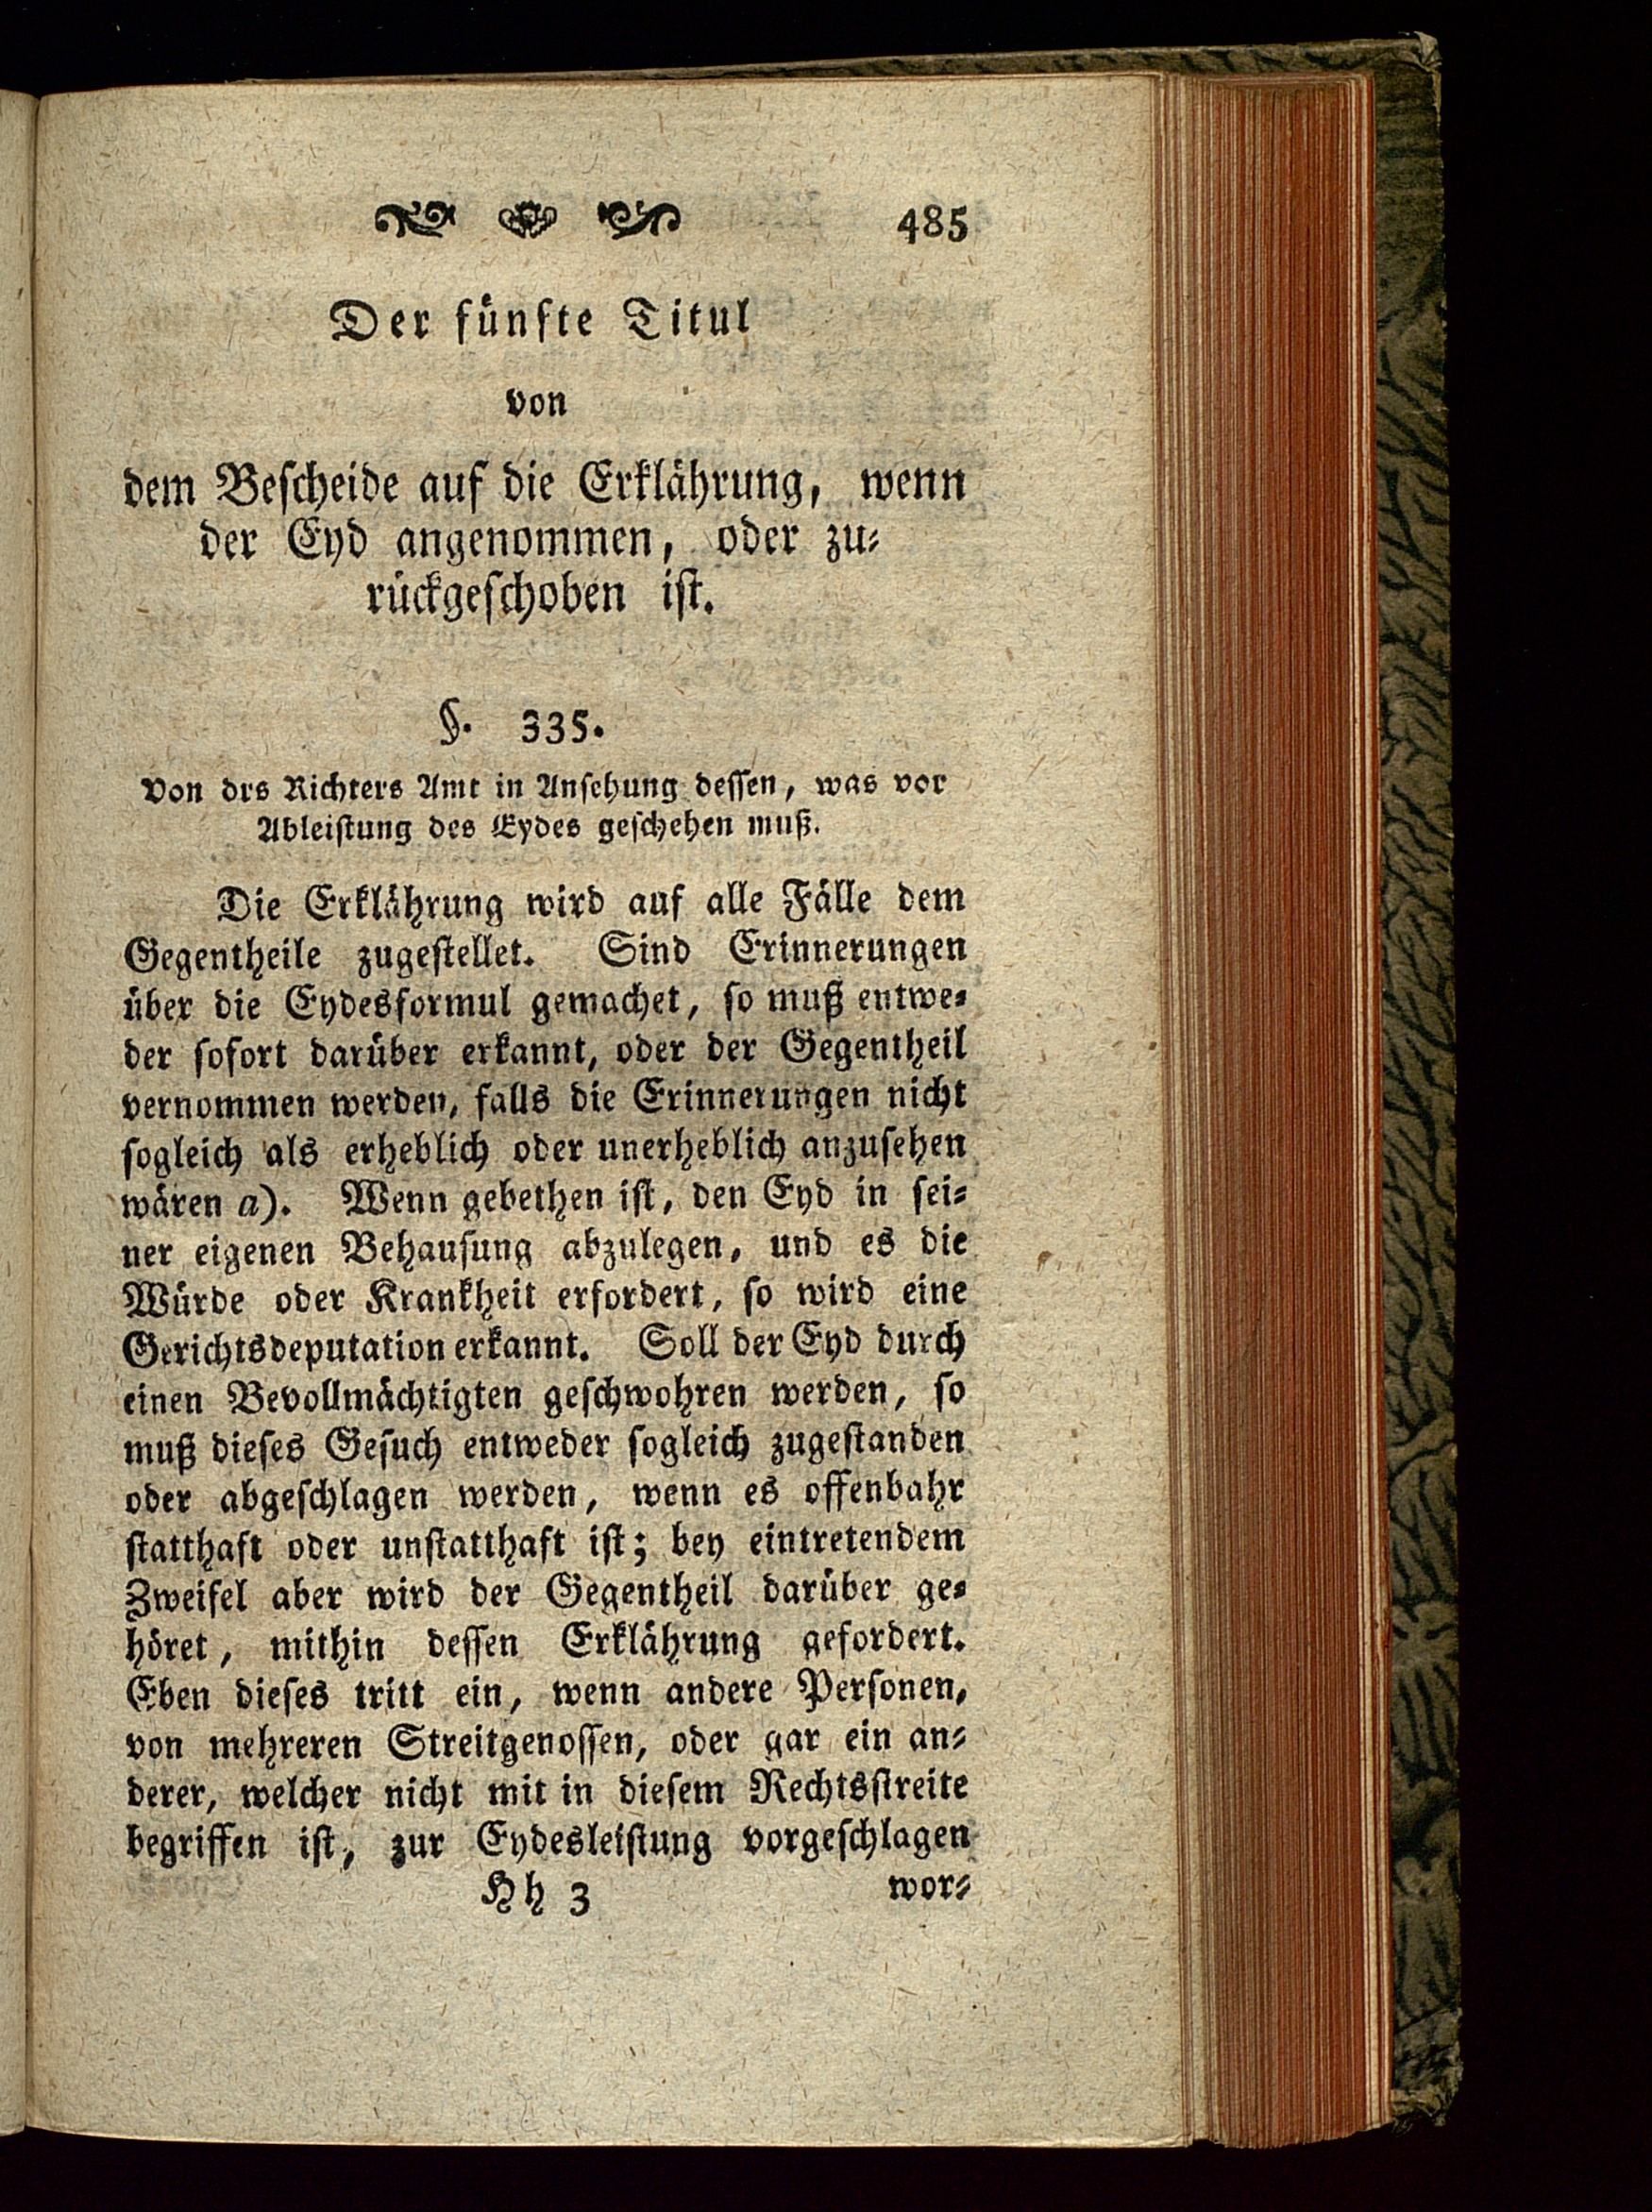 485
Der fünfte Titul
von
dem Bescheide auf die Erklährung, wenn
der Eyd angenommen, oder zu-
rückgeschoben ist.
§. 335.
Von drs Richters Amt in Ansehung dessen, was vor
Ableistung des Eydes geschehen muß.
Die Erklährung wird auf alle Fälle dem
Gegentheile zugestellet. Sind Erinnerungen
über die Eydesformul gemachet, so muß entwe-
der sofort darüber erkannt, oder der Gegentheil
vernommen werden, falls die Erinnerungen nicht
sogleich als erheblich oder unerheblich anzusehen
wären a). Wenn gebethen ist, den Eyd in sei-
ner eigenen Behausung abzulegen, und es die
Würde oder Krankheit erfordert, so wird eine
Gerichtsdeputation erkannt. Soll der Eyd durch
einen Bevollmächtigten geschwohren werden, so
muß dieses Gesuch entweder sogleich zugestanden
oder abgeschlagen werden, wenn es offenbahr
statthaft oder unstatthaft ist; bey eintretendem
Zweifel aber wird der Gegentheil darüber ge-
höret, mithin dessen Erklährung gefordert.
Eben dieses tritt ein, wenn andere Personen,
von mehreren Streitgenossen, oder gar ein an-
derer, welcher nicht mit in diesem Rechtsstreite
begriffen ist, zur Eydesleistung vorgeschlagen
Hh 3 wor-